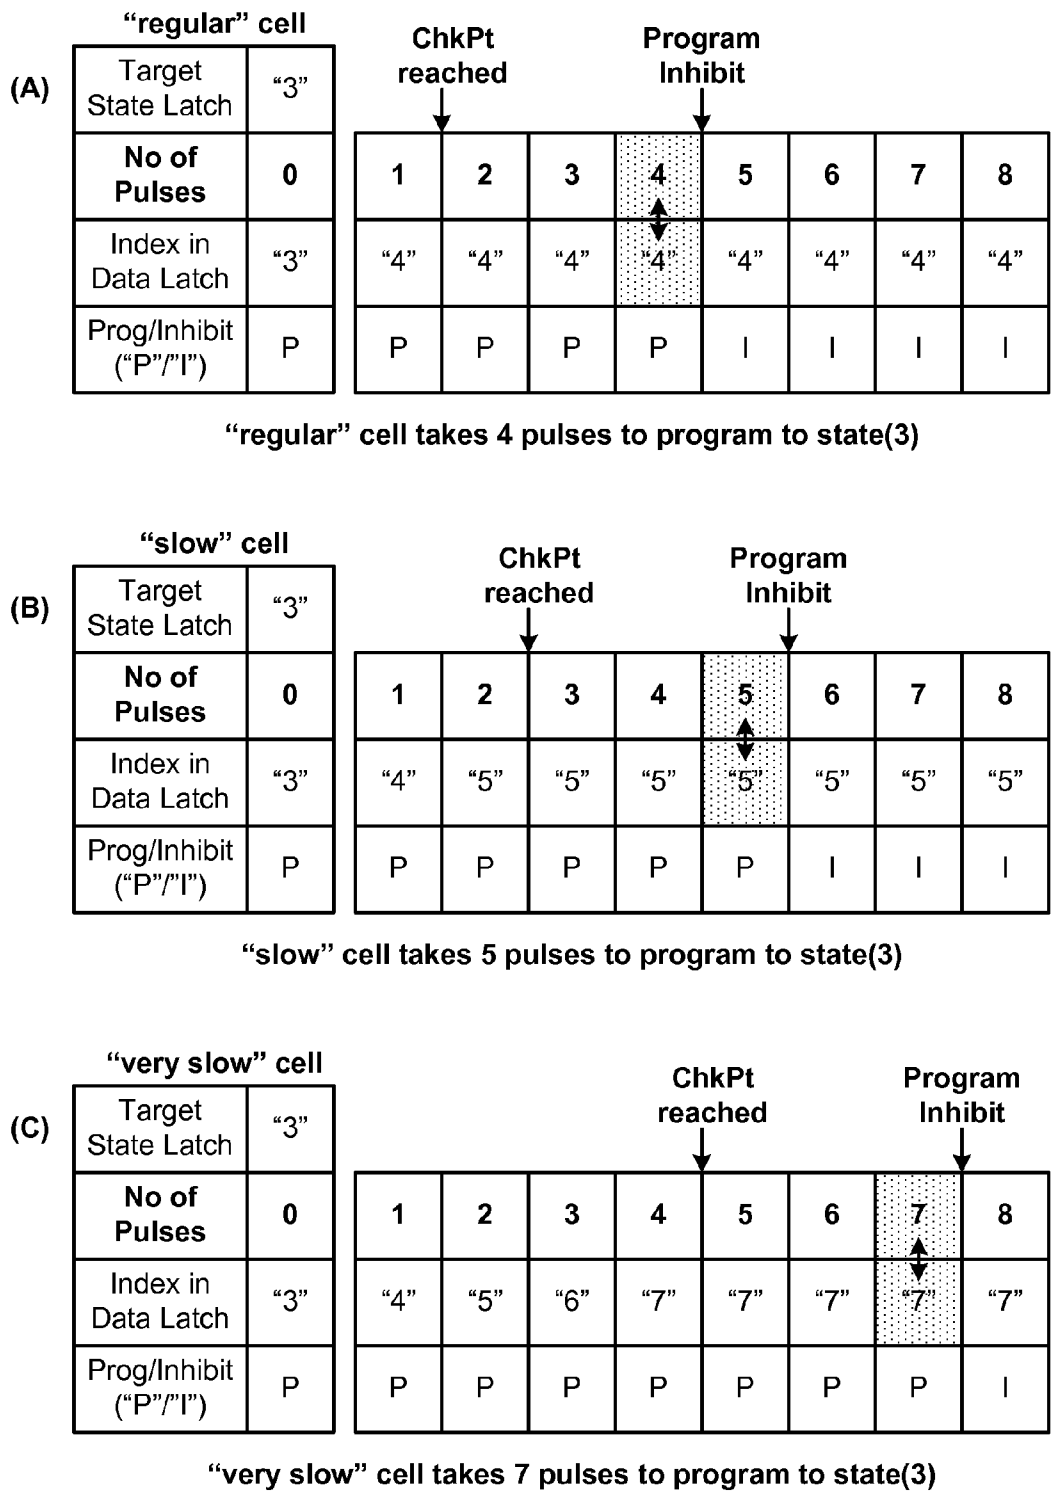 “regular” cell
ChkPt
reached
Program
Inhibit
(A)
Target
State Latch
“3”
No of
Pulses
0 1 2 3 4 5 6 7 8
Index in
Data Latch
“3” “4” “4” “4” “4” “4” “4” “4” “4”
Prog/Inhibit
(“P”/”I”)
P P P P P I I I I
“regular” cell takes 4 pulses to program to state(3)
“slow” cell
ChkPt
reached
Program
Inhibit
(B)
Target
State Latch
“3”
No of
Pulses
0 1 2 3 4 5 6 7 8
Index in
Data Latch
“3” “4” “5” “5” “5” “5” “5” “5” “5”
Prog/Inhibit
(“P”/”I”)
P P P P P P I I I
“slow” cell takes 5 pulses to program to state(3)
“very slow” cell
ChkPt
reached
Program
Inhibit
(C)
Target
State Latch
“3”
No of
Pulses
0 1 2 3 4 5 6 7 8
Index in
Data Latch
“3” “4” “5” “6” “7” “7” “7” “7” “7”
Prog/Inhibit
(“P”/”I”)
P P P P P P P P I
“very slow” cell takes 7 pulses to program to state(3)